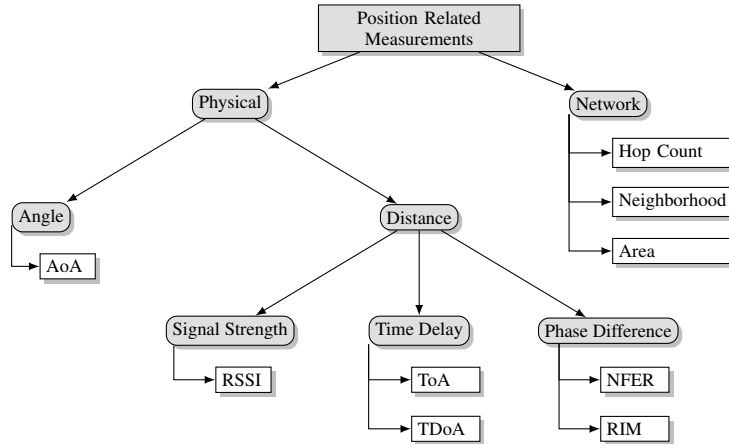 Position Related
Measurements
Physical
Network
Hop Count
Neighborhood
Area
Angle
AoA
Distance
Signal Strength
Time Delay
Phase Difference
RSSI
ToA
NFER
TDoA
RIM